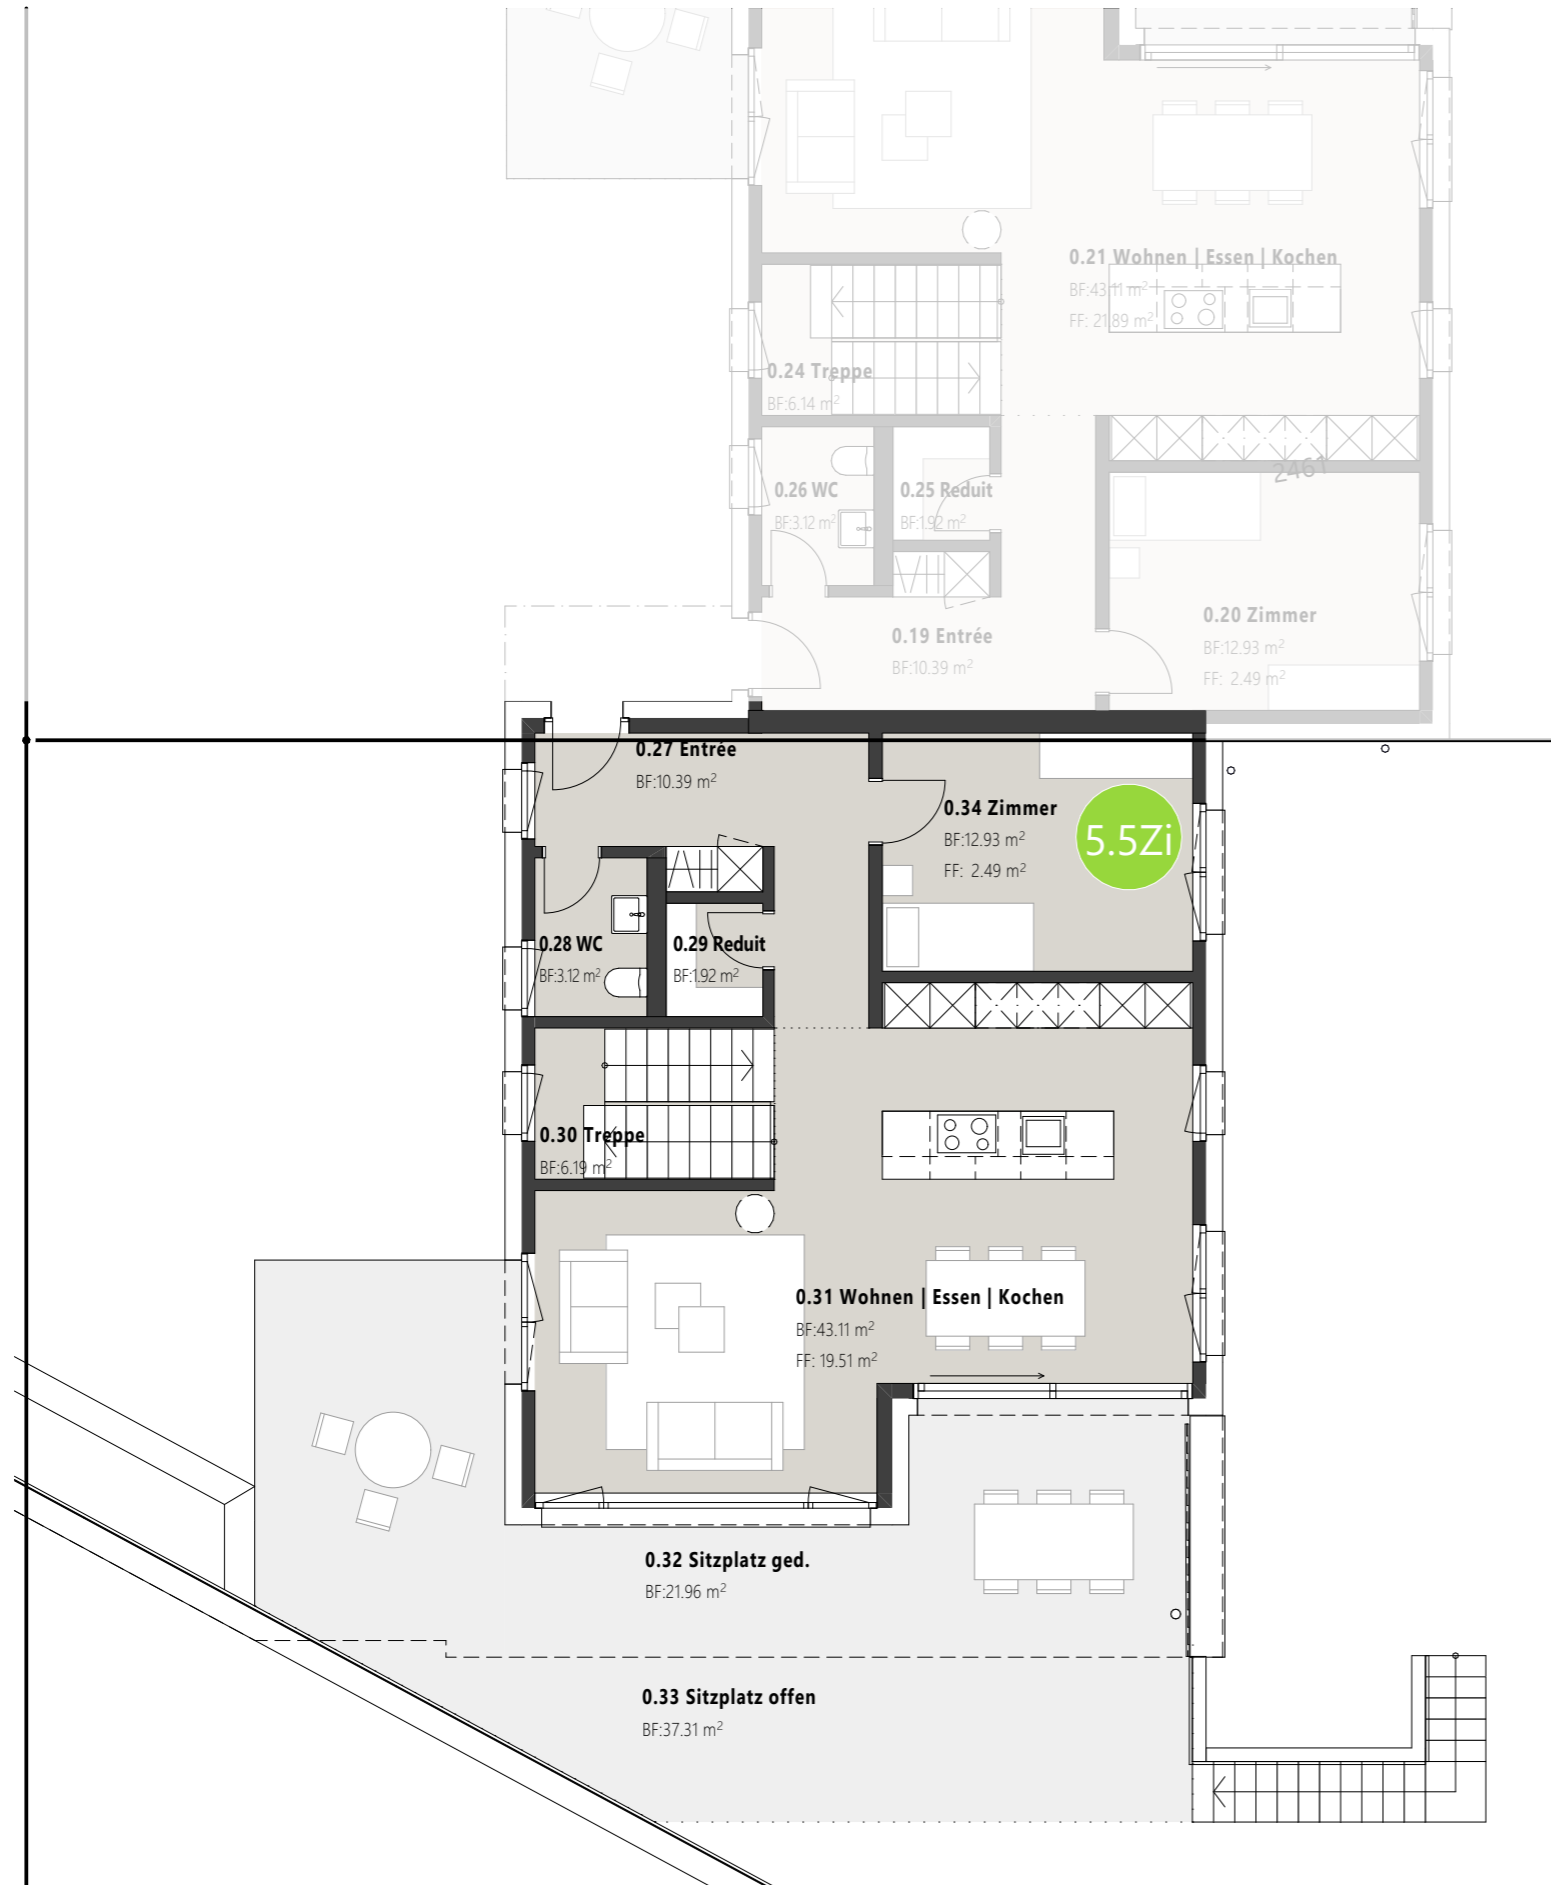 0.21 Wohnen | Essen | Kochen
BF:43.11 m²
FF: 21.89 m²
0.24 Treppe
BF:6.14 m²
2461
0.26 WC
BF:3.12 m²
0.25 Reduit
BF:1.92 m²
0.20 Zimmer
BF:12.93 m²
FF: 2.49 m²
0.19 Entrée
BF:10.39 m²
0.27 Entrée
BF:10.39 m²
0.34 Zimmer
BF:12.93 m²
FF: 2.49 m²
5.5Zi
0.28 WC
BF:3.12 m²
0.29 Reduit
BF:1.92 m²
0.30 Treppe
BF:6.19 m²
0.31 Wohnen | Essen | Kochen
BF:43.11 m²
FF: 19.51 m²
0.32 Sitzplatz ged.
BF:21.96 m²
0.33 Sitzplatz offen
BF:37.31 m²